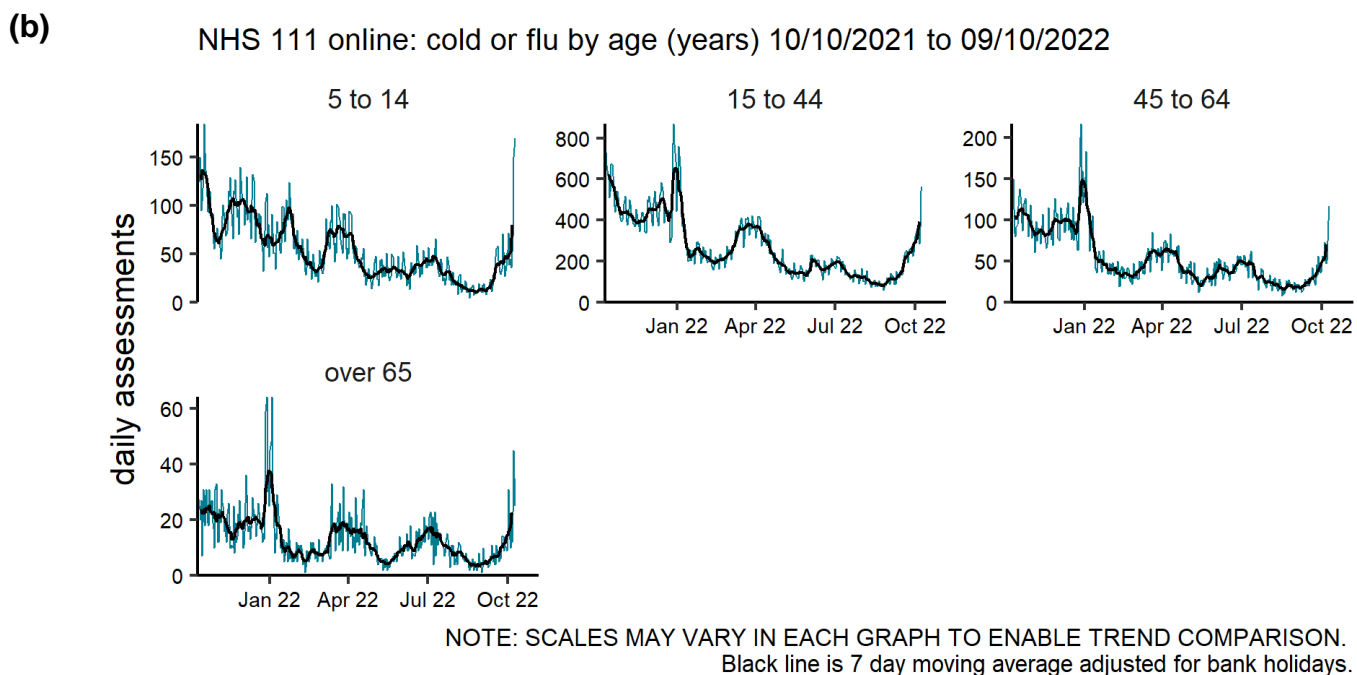 (b)
NHS 111 online: cold or flu by age (years) 10/10/2021 to 09/10/2022
5 to 14
150
100
50
0
15 to 44
800
600
400
200
0
Jan 22 Apr 22 Jul 22 Oct 22
45 to 64
200
150
100
50
0
Jan 22 Apr 22 Jul 22 Oct 22
over 65
60
40
20
0
Jan 22 Apr 22 Jul 22 Oct 22
daily assessments
NOTE: SCALES MAY VARY IN EACH GRAPH TO ENABLE TREND COMPARISON.
Black line is 7 day moving average adjusted for bank holidays.